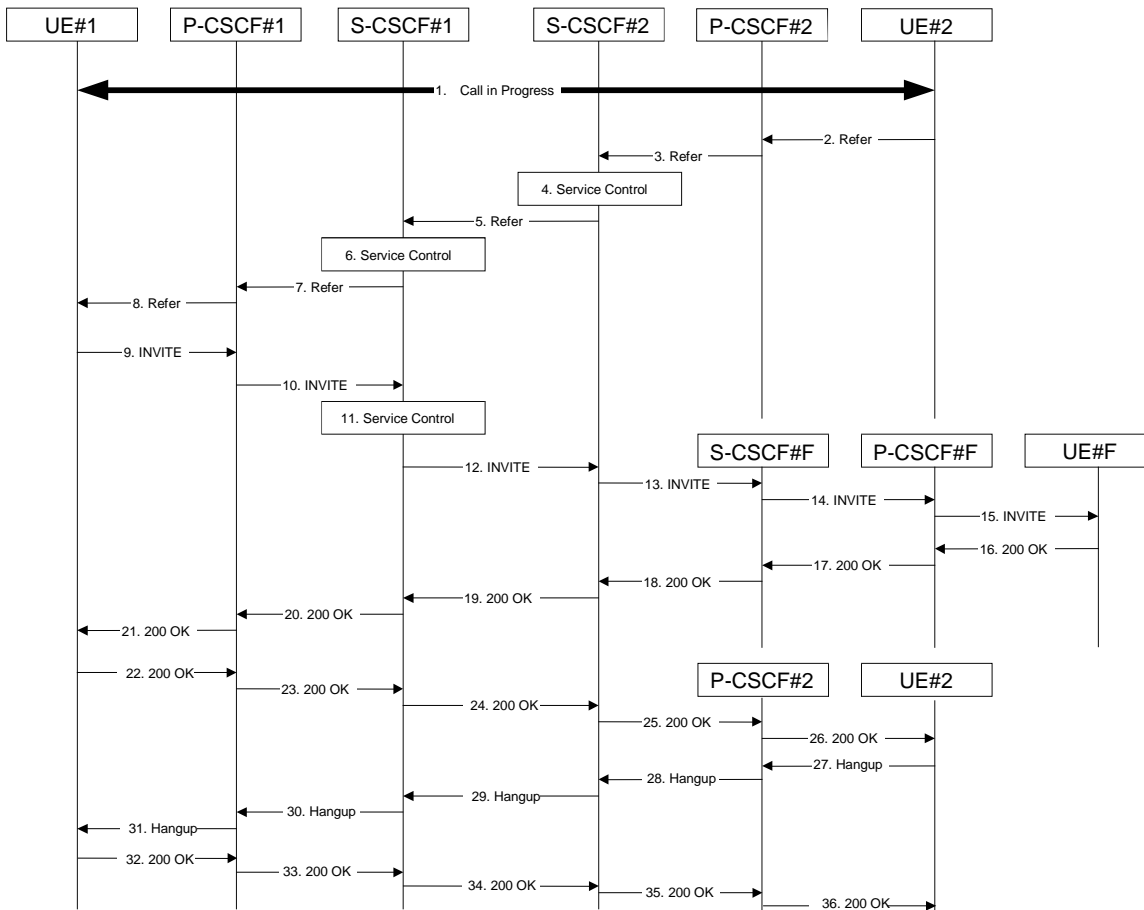 UE#1
P-CSCF#1
S-CSCF#1
S-CSCF#2
P-CSCF#2
UE#2
1. Call in Progress
2. Refer
3. Refer
4. Service Control
5. Refer
6. Service Control
7. Refer
8. Refer
9. INVITE
10. INVITE
11. Service Control
S-CSCF#F
P-CSCF#F
UE#F
12. INVITE
13. INVITE
14. INVITE
15. INVITE
16. 200 OK
17. 200 OK
18. 200 OK
19. 200 OK
20. 200 OK
21. 200 OK
22. 200 OK
P-CSCF#2
UE#2
23. 200 OK
24. 200 OK
25. 200 OK
26. 200 OK
27. Hangup
28. Hangup
29. Hangup
30. Hangup
31. Hangup
32. 200 OK
33. 200 OK
34. 200 OK
35. 200 OK
36. 200 OK